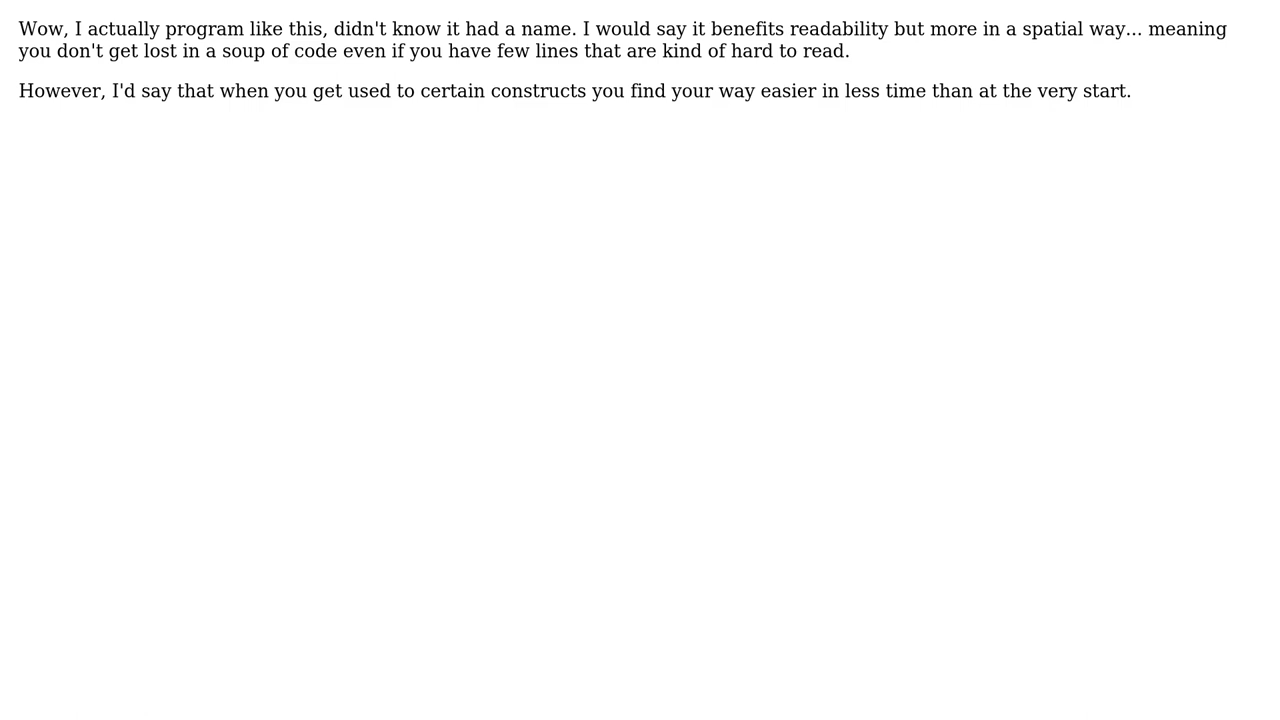 Wow, I actually program like this, didn't know it had a name. I would say it benefits readability but more in a spatial way... meaning
you don't get lost in a soup of code even if you have few lines that are kind of hard to read.
However, I'd say that when you get used to certain constructs you find your way easier in less time than at the very start.